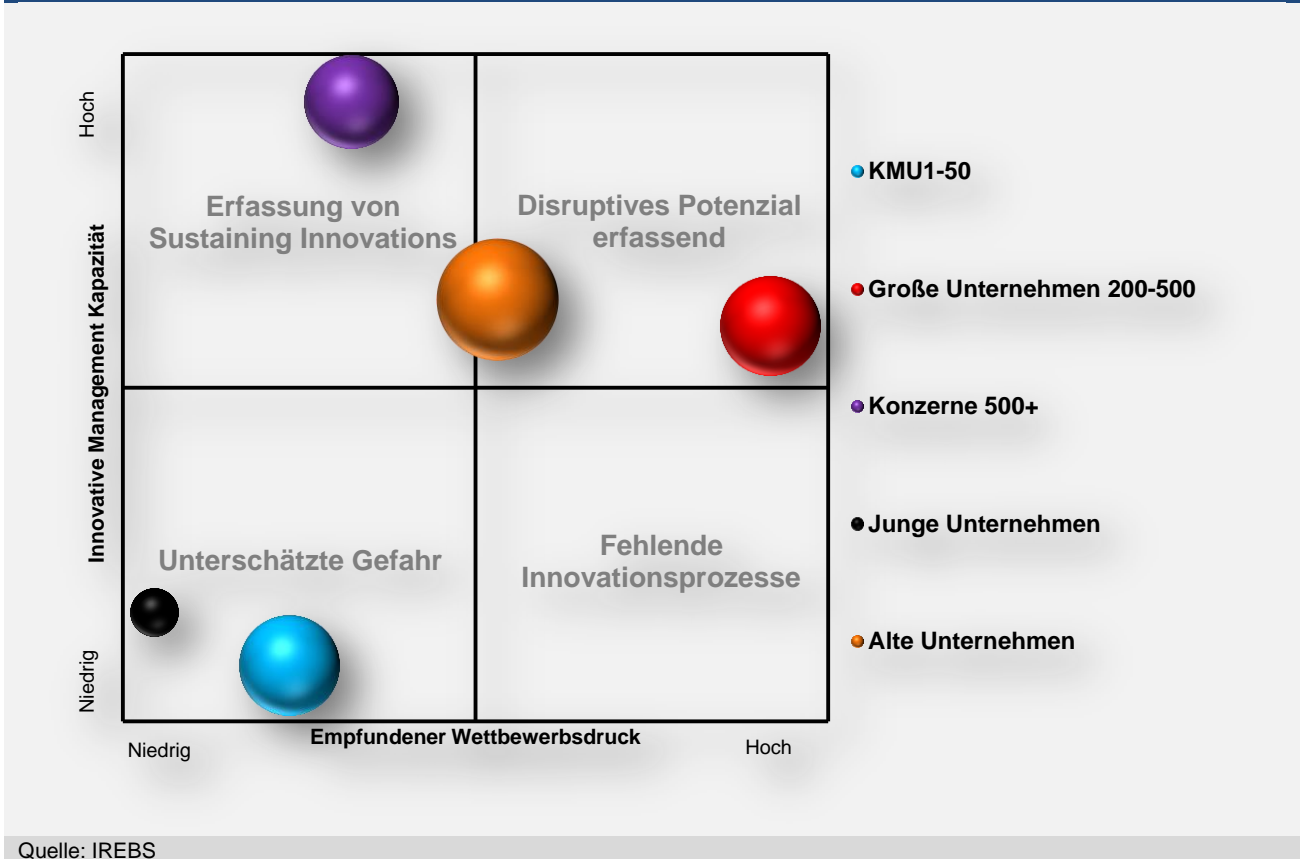 Hoch
Innovative Management Kapazität
Niedrig
Erfassung von
Sustaining Innovations
Disruptives Potenzial
erfassend
Unterschätzte Gefahr
Fehlende
Innovationsprozesse
Niedrig
Empfundener Wettbewerbsdruck
Hoch
KMU1-50
Große Unternehmen 200-500
Konzerne 500+
Junge Unternehmen
Alte Unternehmen
Quelle: IREBS